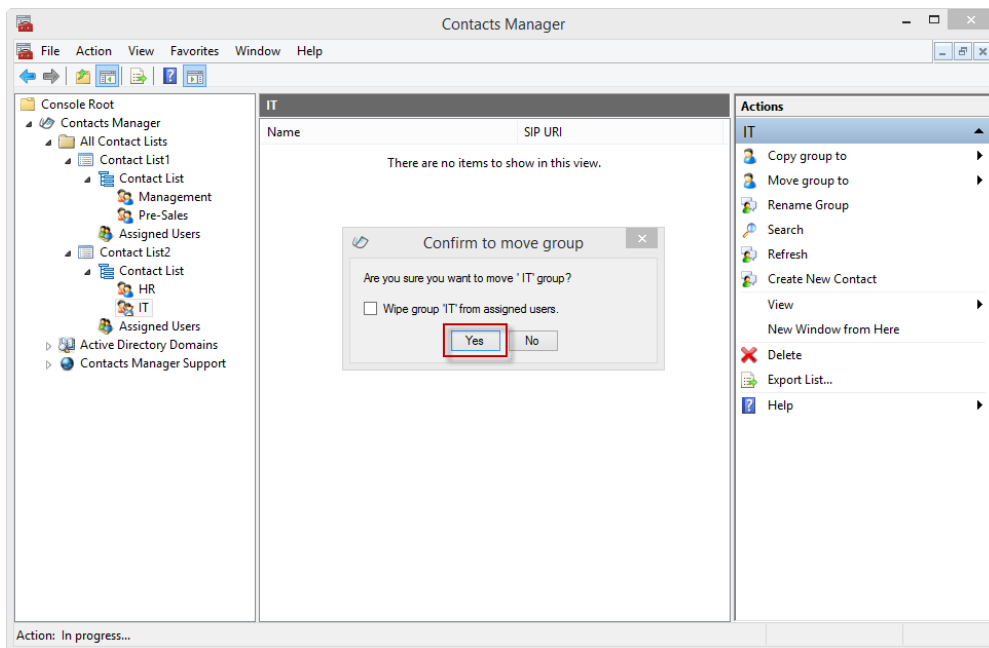 Contacts Manager
File Action View Favorites Window Help
Console Root
Contacts Manager
All Contact Lists
Contact List1
Contact List
Management
Pre-Sales
Assigned Users
Contact List2
Contact List
HR
IT
Assigned Users
Active Directory Domains
Contacts Manager Support
IT
Name SIP URI
There are no items to show in this view.
Confirm to move group
Are you sure you want to move ' IT' group?
Wipe group 'IT' from assigned users.
Yes No
Actions
IT
Copy group to
Move group to
Rename Group
Search
Refresh
Create New Contact
View
New Window from Here
Delete
Export List...
Help
Action: In progress...